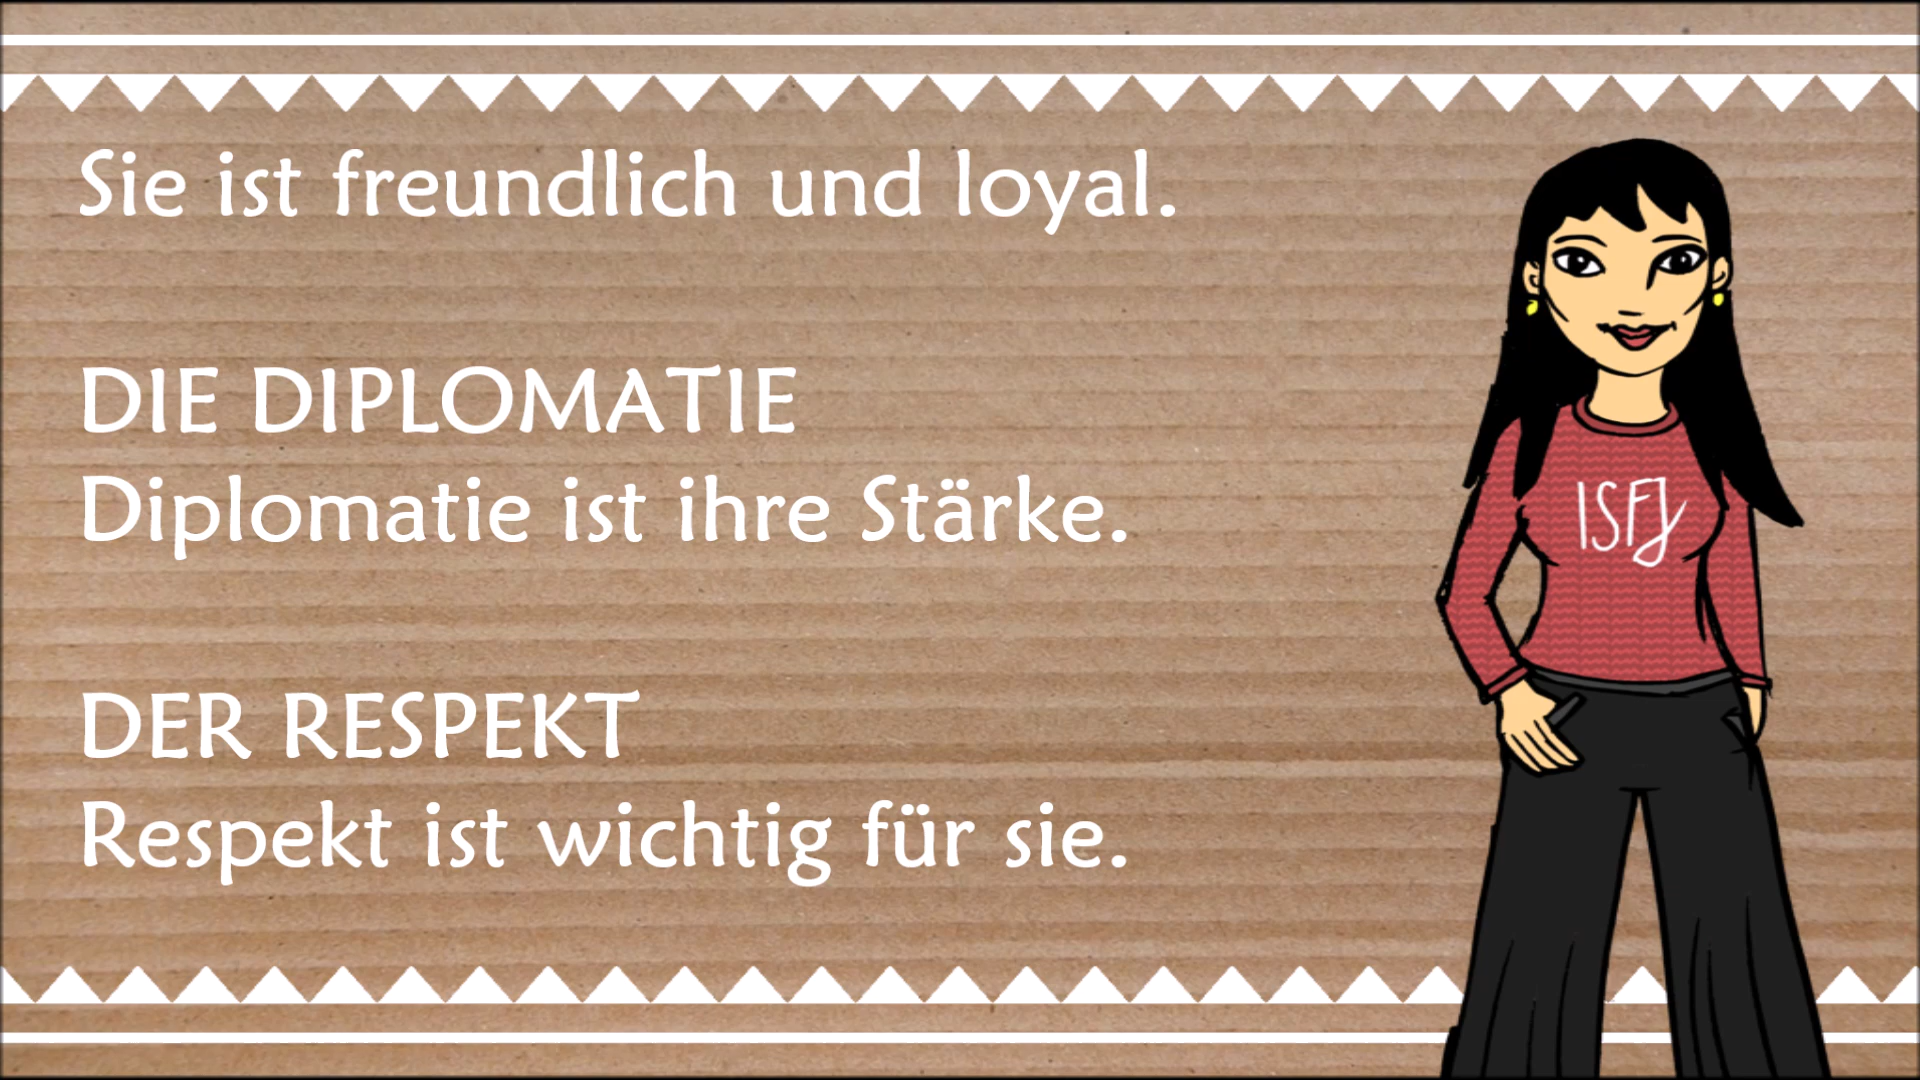 Sie ist freundlich und loyal.
DIE DIPLOMATIE
Diplomatie ist ihre Stärke.
DER RESPEKT
Respekt ist wichtig für sie.
ISFJ